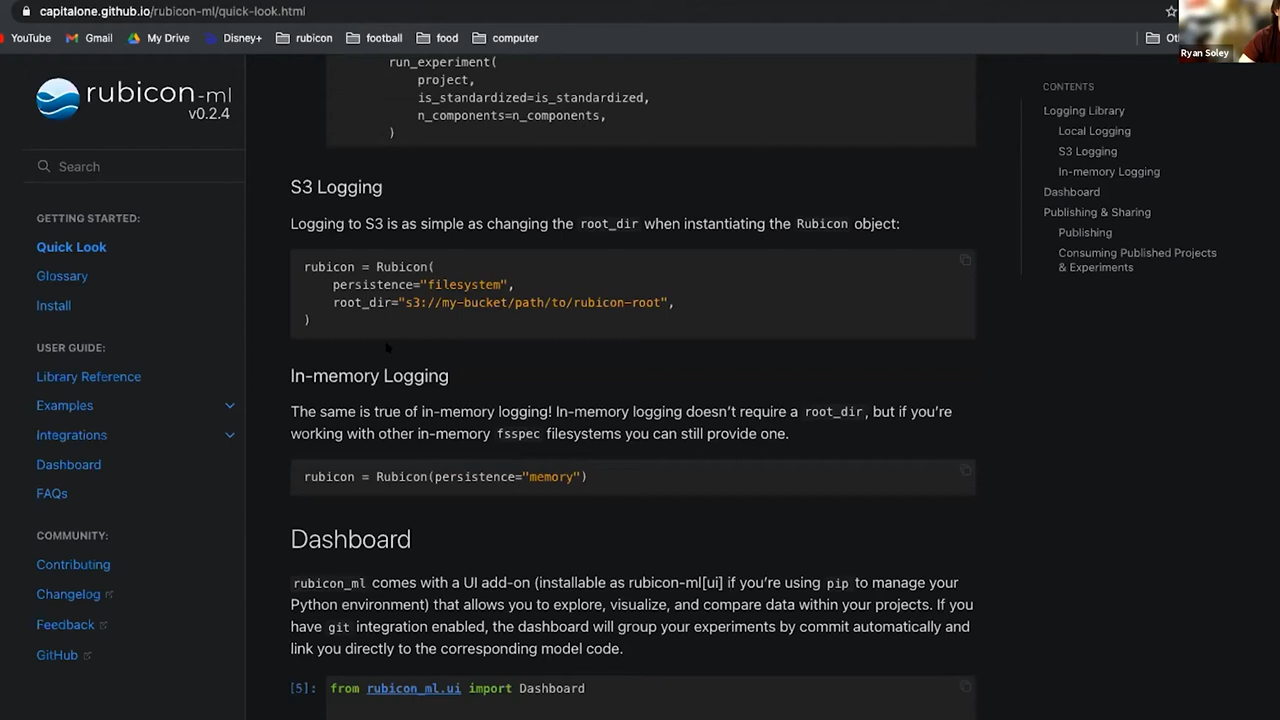 capitalone.github.io/rubicon-ml/quick-look.html
YouTube Gmail My Drive Disney+ rubicon football food computer
Ryan Soley
rubicon-ml
v0.2.4
Search
GETTING STARTED:
Quick Look
Glossary
Install
USER GUIDE:
Library Reference
Examples
Integrations
Dashboard
FAQs
COMMUNITY:
Contributing
Changelog
Feedback
GitHub
run_experiment(
project,
is_standardized=is_standardized,
n_components=n_components,
)
S3 Logging
Logging to S3 is as simple as changing the root_dir when instantiating the Rubicon object:
rubicon = Rubicon(
persistence="filesystem",
root_dir="s3://my-bucket/path/to/rubicon-root",
)
In-memory Logging
The same is true of in-memory logging! In-memory logging doesn't require a root_dir, but if you're
working with other in-memory fsspec filesystems you can still provide one.
rubicon = Rubicon(persistence="memory")
Dashboard
rubicon_ml comes with a UI add-on (installable as rubicon-ml[ui] if you're using pip to manage your
Python environment) that allows you to explore, visualize, and compare data within your projects. If you
have git integration enabled, the dashboard will group your experiments by commit automatically and
link you directly to the corresponding model code.
[5]: from rubicon_ml.ui import Dashboard
CONTENTS
Logging Library
Local Logging
S3 Logging
In-memory Logging
Dashboard
Publishing & Sharing
Publishing
Consuming Published Projects
& Experiments